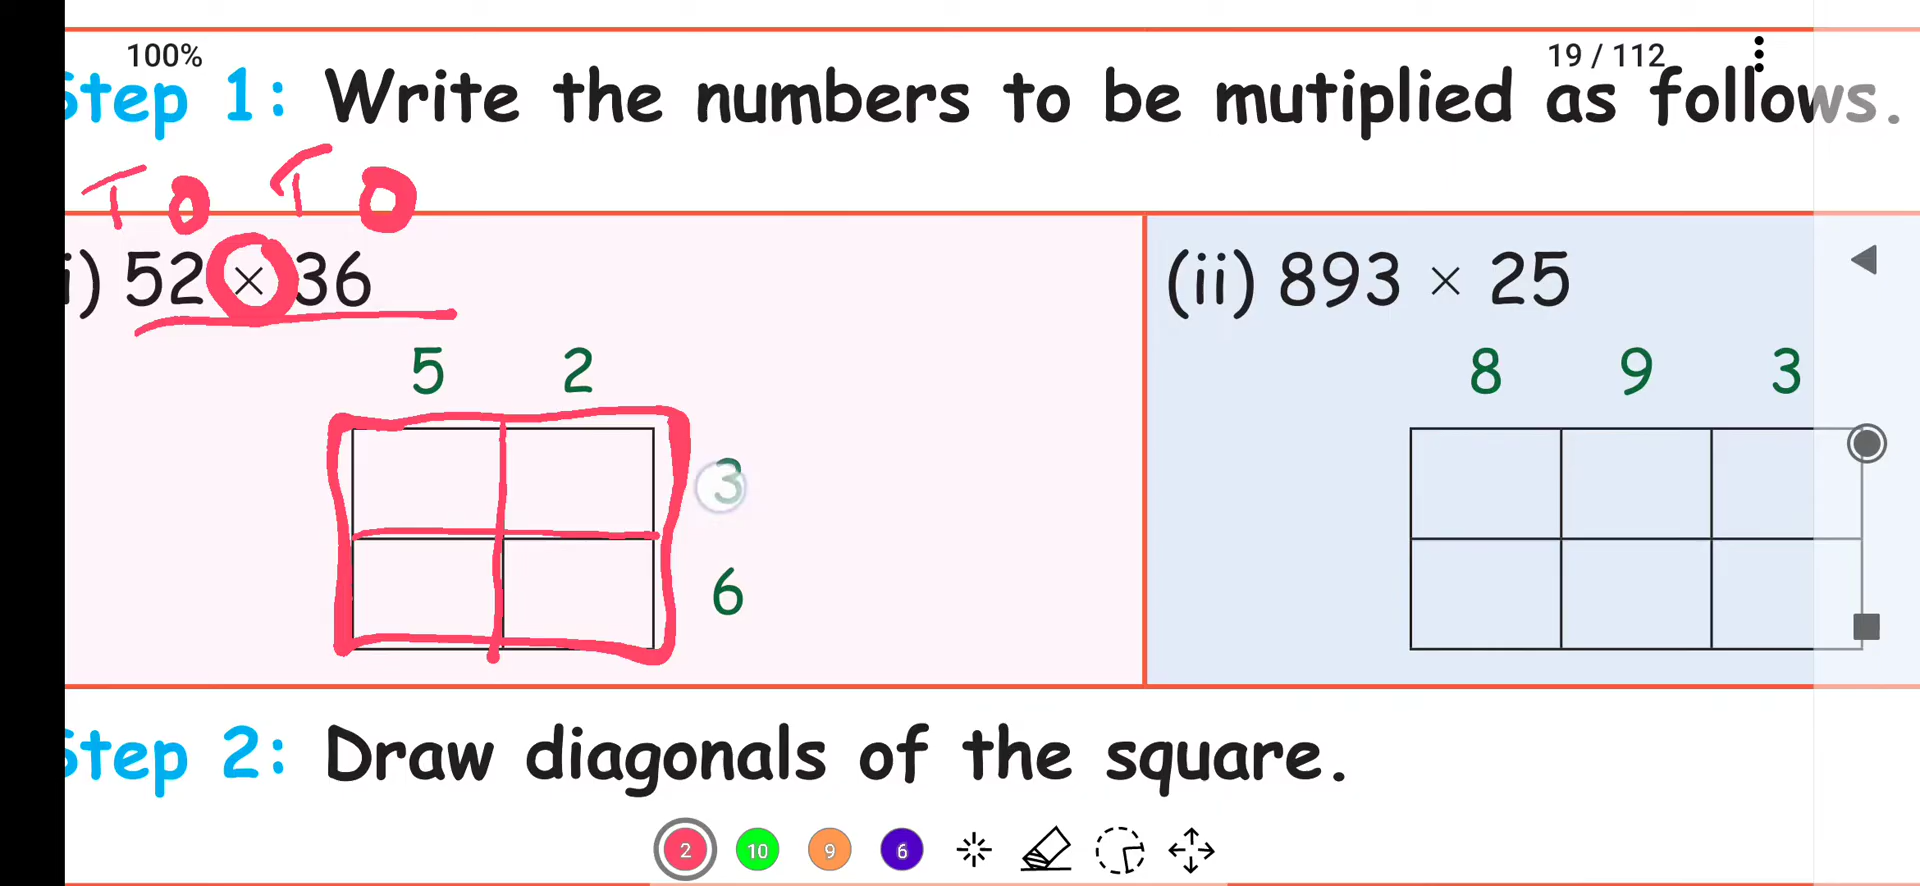 100% 19 / 112
Step 1: Write the numbers to be mutiplied as follows.
T O T O
i) 52 × 36 (ii) 893 × 25
5 2 8 9 3
3
6
Step 2: Draw diagonals of the square.
2 10 9 6